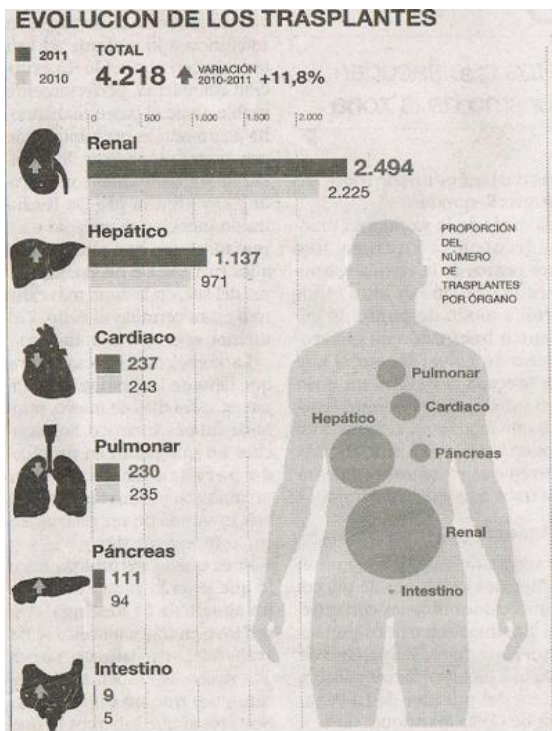 EVOLUCION DE LOS TRASPLANTES
2011
2010
TOTAL
4.218
VARIACIÓN
2010-2011
+11,8%
0 500 1.000 1.500 2.000
Renal
2.494
2.225
Hepático
1.137
971
Cardiaco
237
243
Pulmonar
230
235
Páncreas
111
94
Intestino
9
5
PROPORCIÓN
DEL
NÚMERO
DE
TRASPLANTES
POR ÓRGANO
Pulmonar
Cardiaco
Hepático
Páncreas
Renal
Intestino